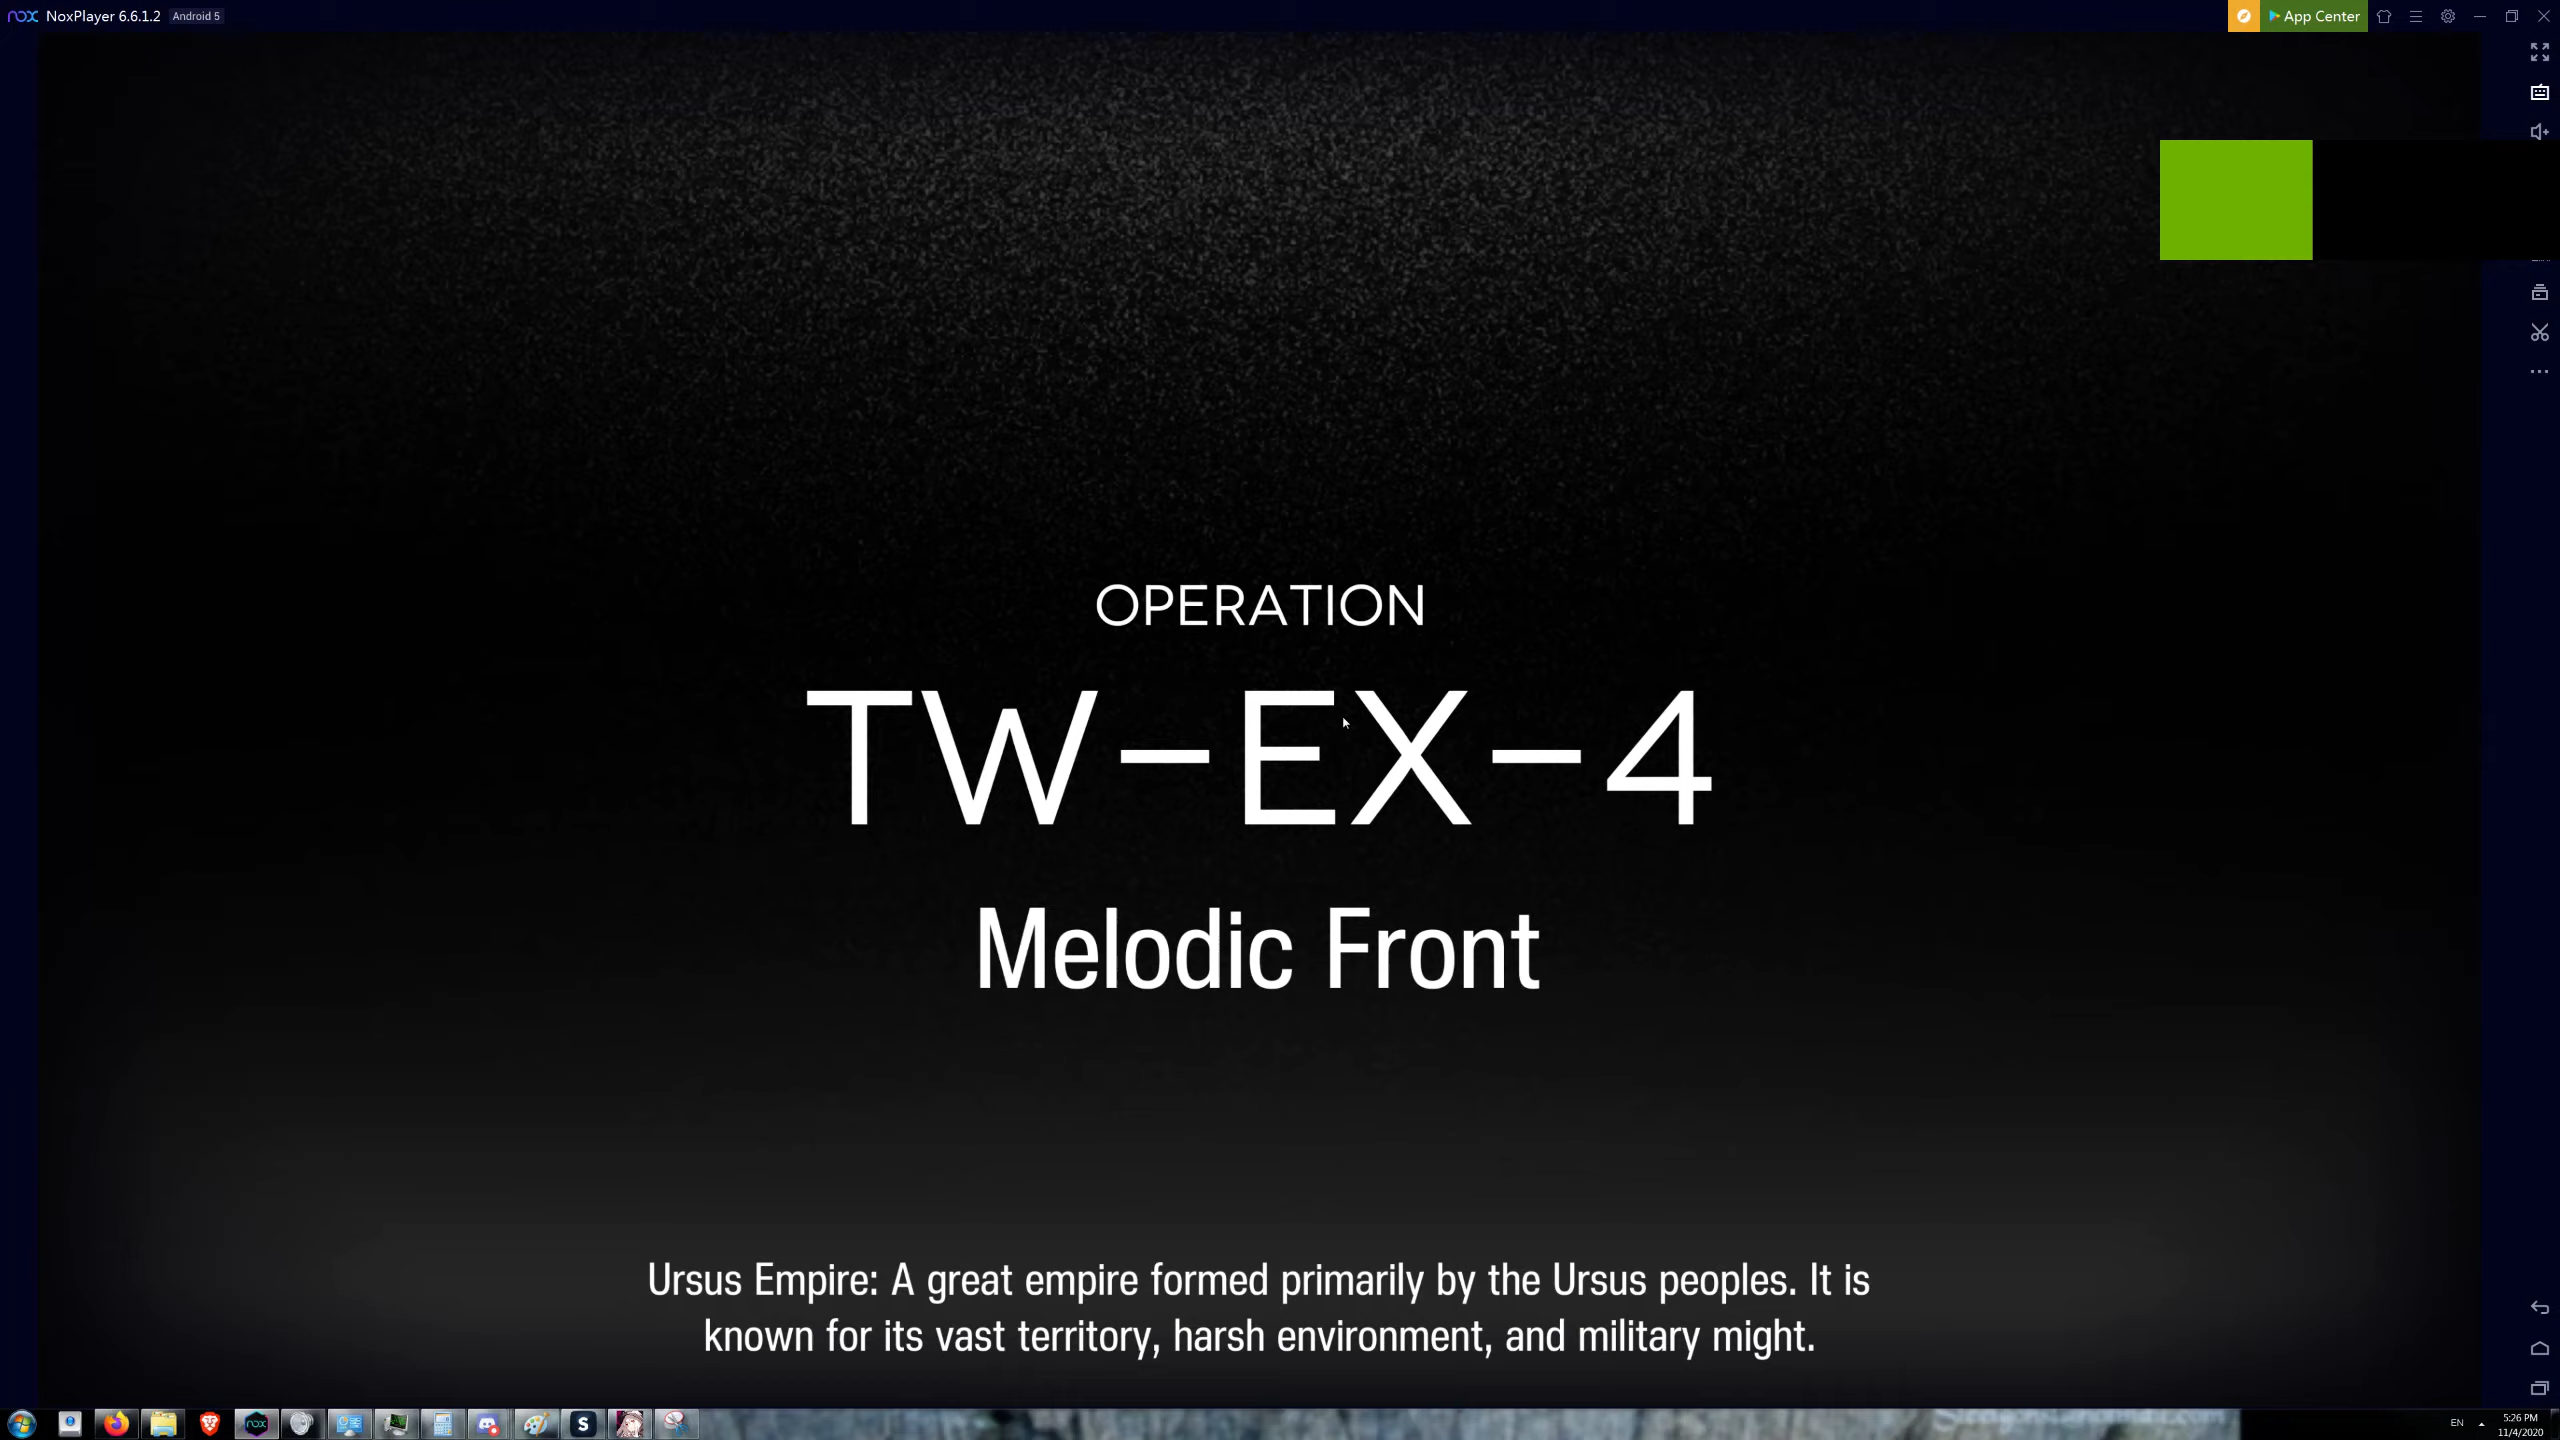 nox NoxPlayer 6.6.1.2 Android 5
App Center
OPERATION
TW-EX-4
Melodic Front
Ursus Empire: A great empire formed primarily by the Ursus peoples. It is
known for its vast territory, harsh environment, and military might.
nox
S
EN
5:26 PM
11/4/2020